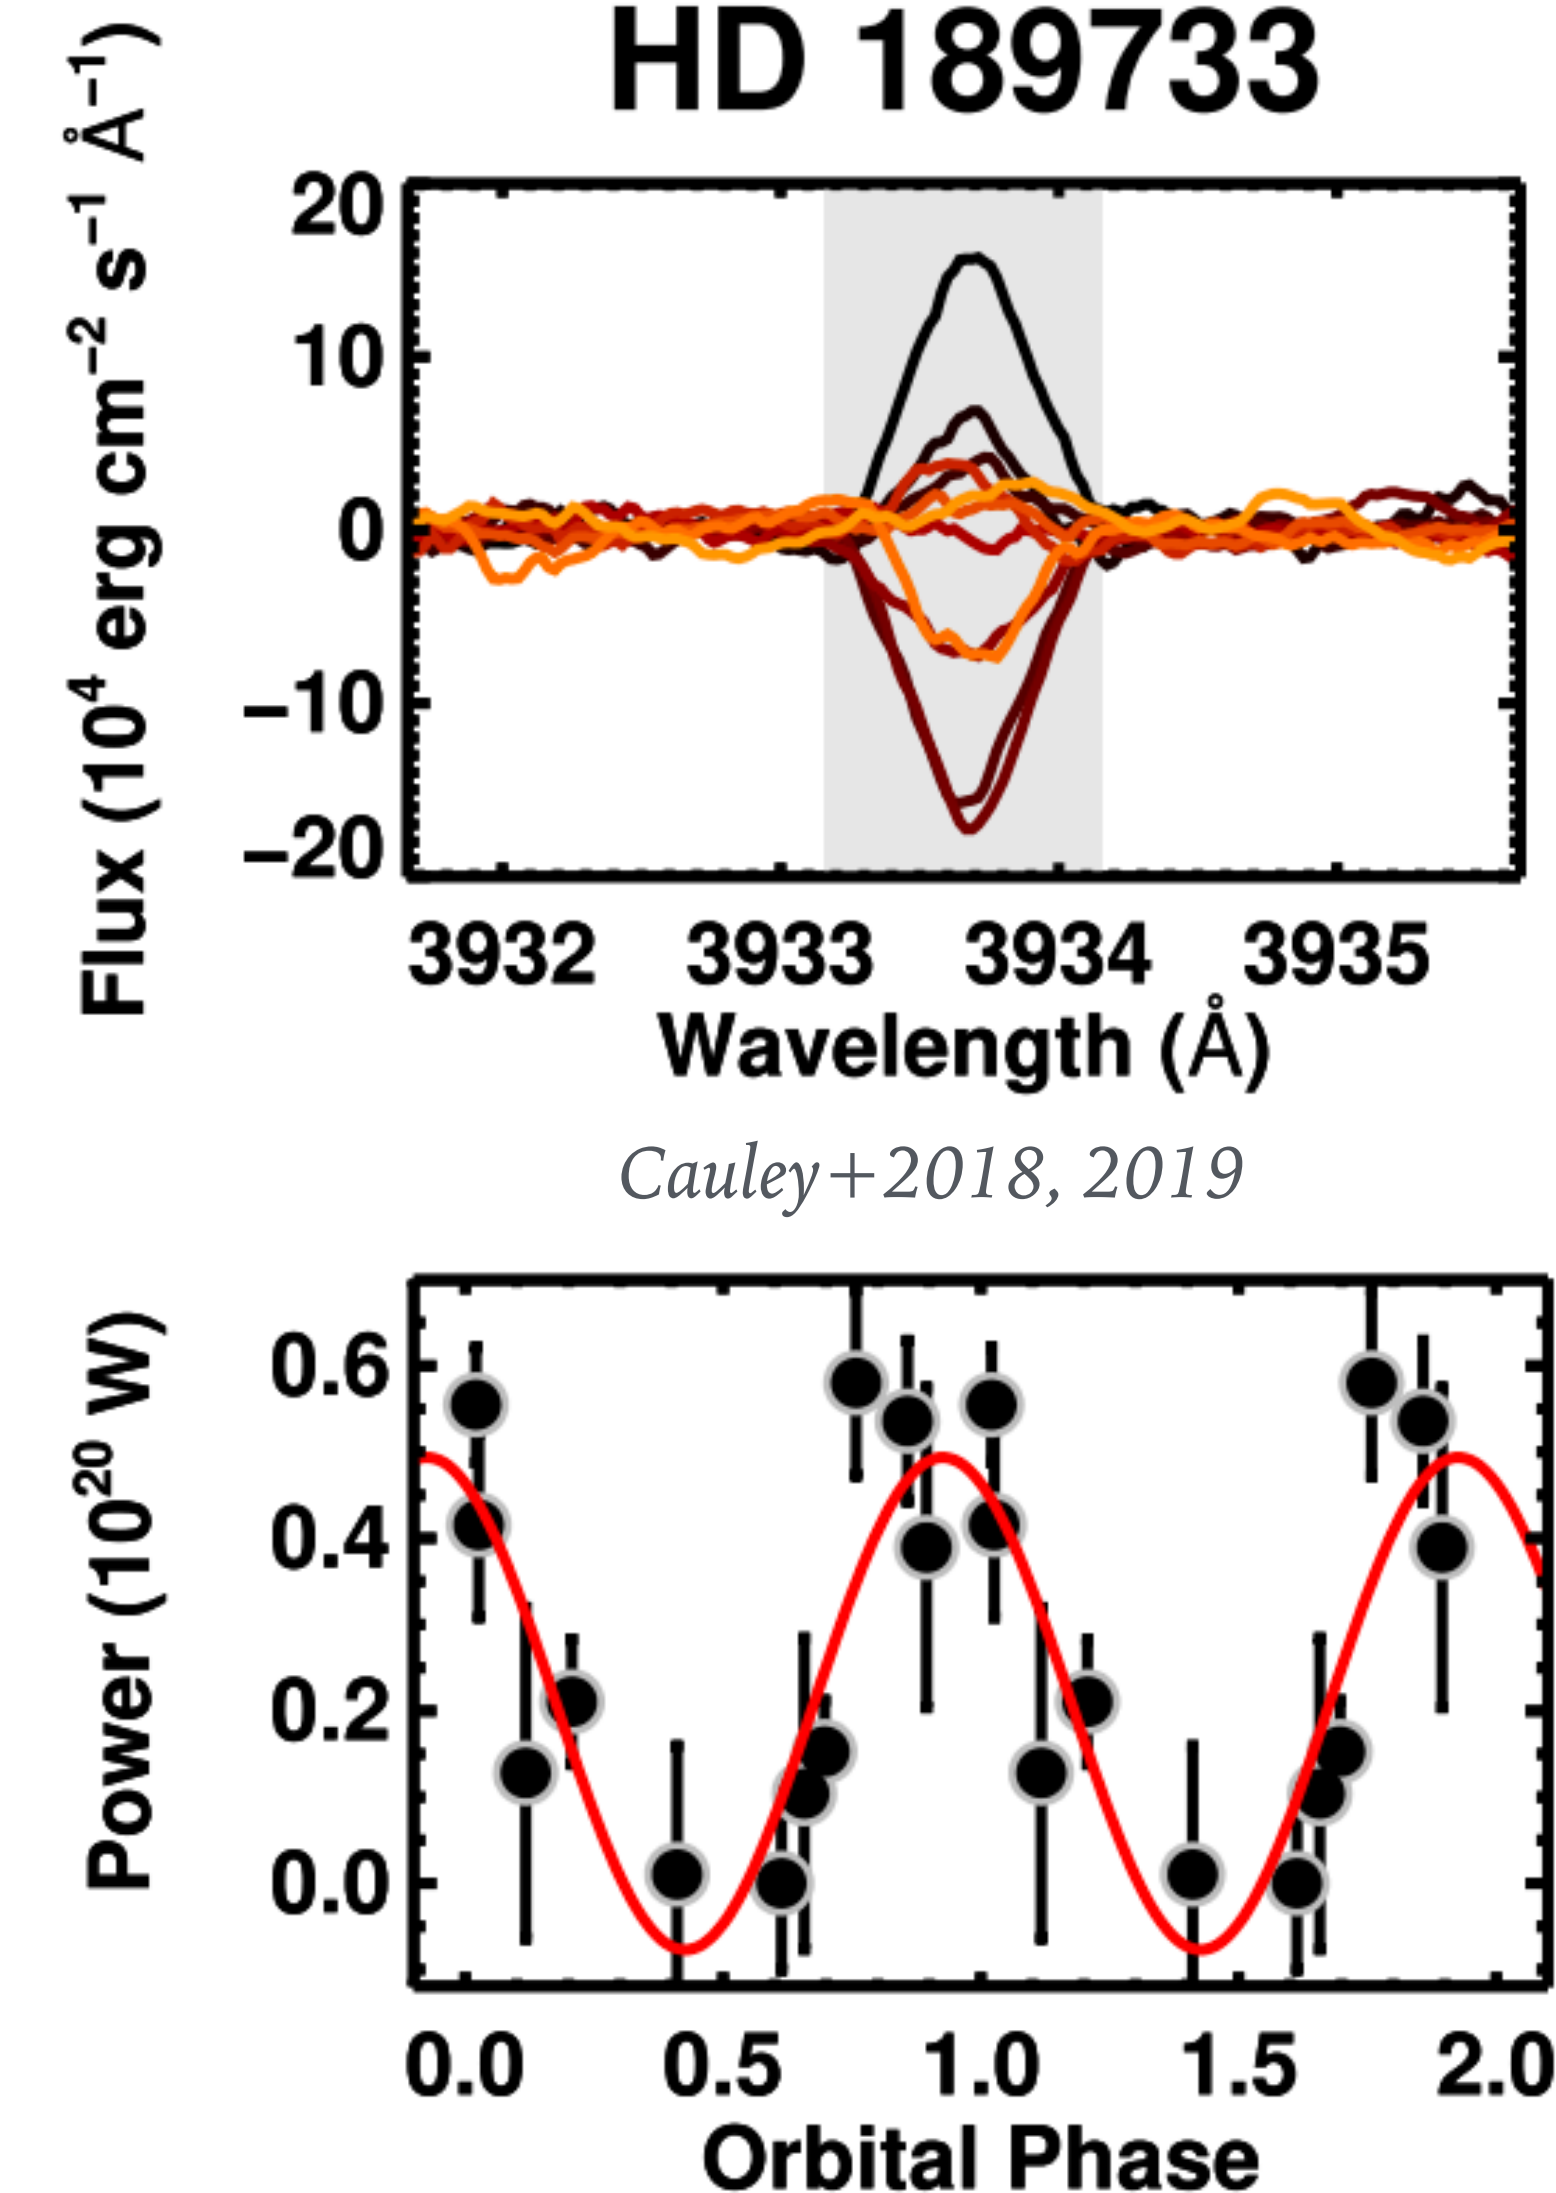 HD 189733
Flux (10⁴ erg cm⁻² s⁻¹ Å⁻¹)
20
10
0
−10
−20
3932 3933 3934 3935
Wavelength (Å)
Cauley+2018, 2019
Power (10²⁰ W)
0.6
0.4
0.2
0.0
0.0 0.5 1.0 1.5 2.0
Orbital Phase